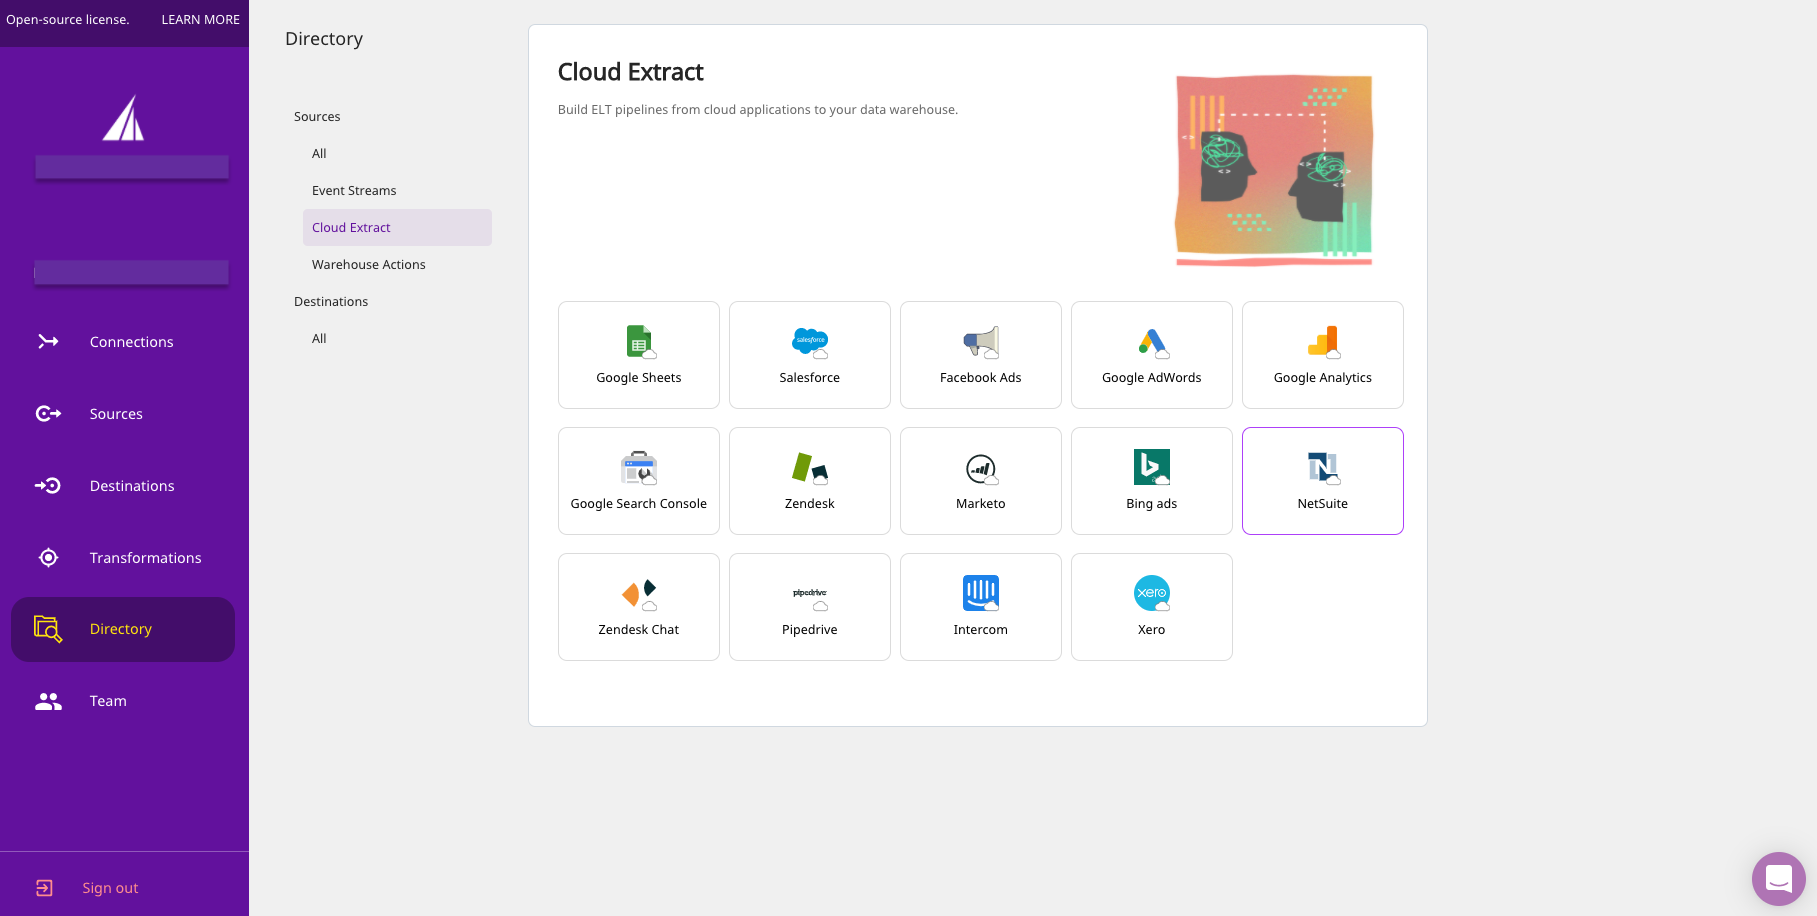 Open-source license. LEARN MORE
Connections
Sources
Destinations
Transformations
Directory
Team
Sign out
Directory
Sources
All
Event Streams
Cloud Extract
Warehouse Actions
Destinations
All
Cloud Extract
Build ELT pipelines from cloud applications to your data warehouse.
salesforce
Google Sheets
Salesforce
Facebook Ads
Google AdWords
Google Analytics
Google Search Console
Zendesk
Marketo
Bing ads
NetSuite
pipedrive
xero
Zendesk Chat
Pipedrive
Intercom
Xero